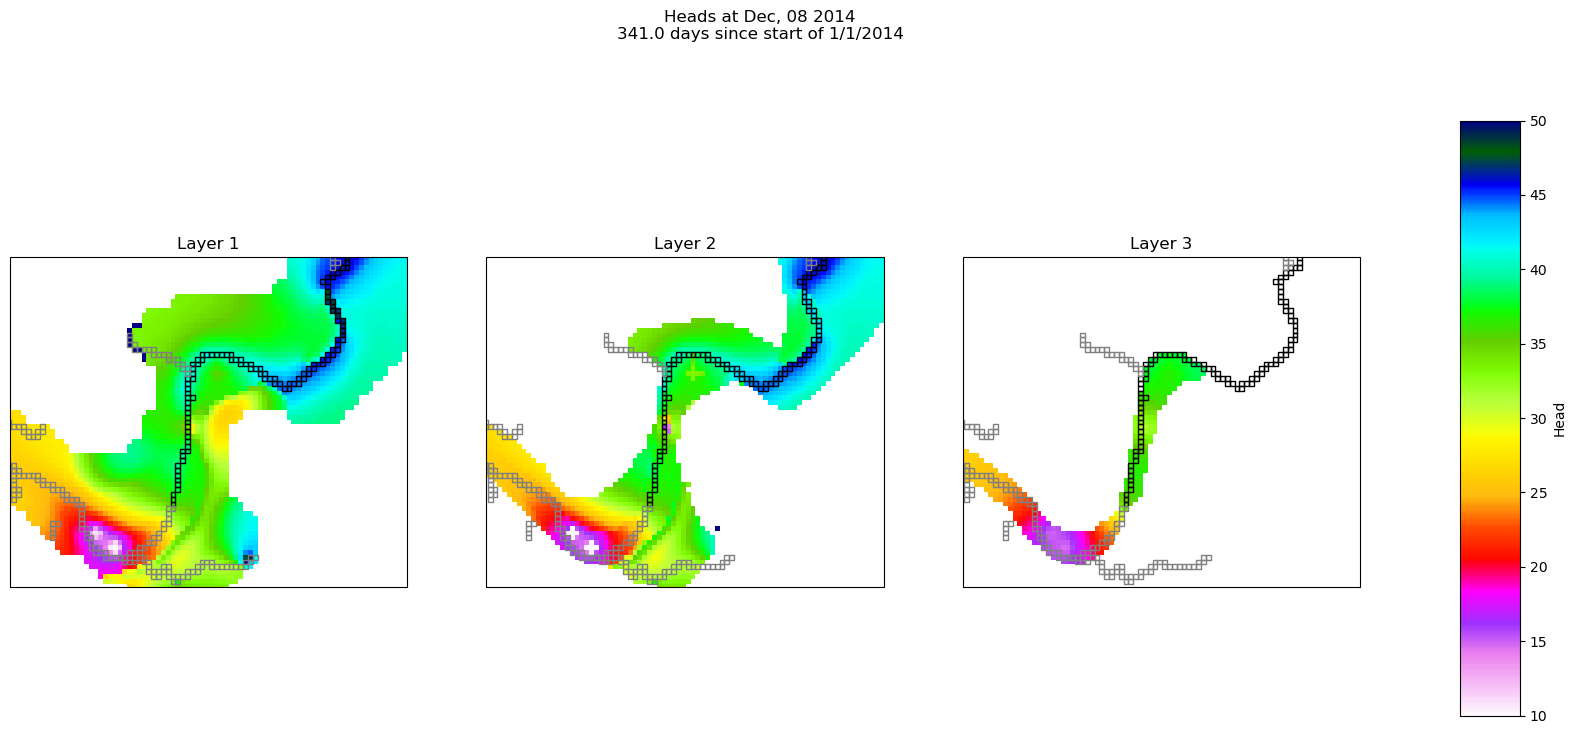 Heads at Dec, 08 2014
341.0 days since start of 1/1/2014
Layer 1
Layer 2
Layer 3
50
45
40
35
30
25
20
15
10
Head